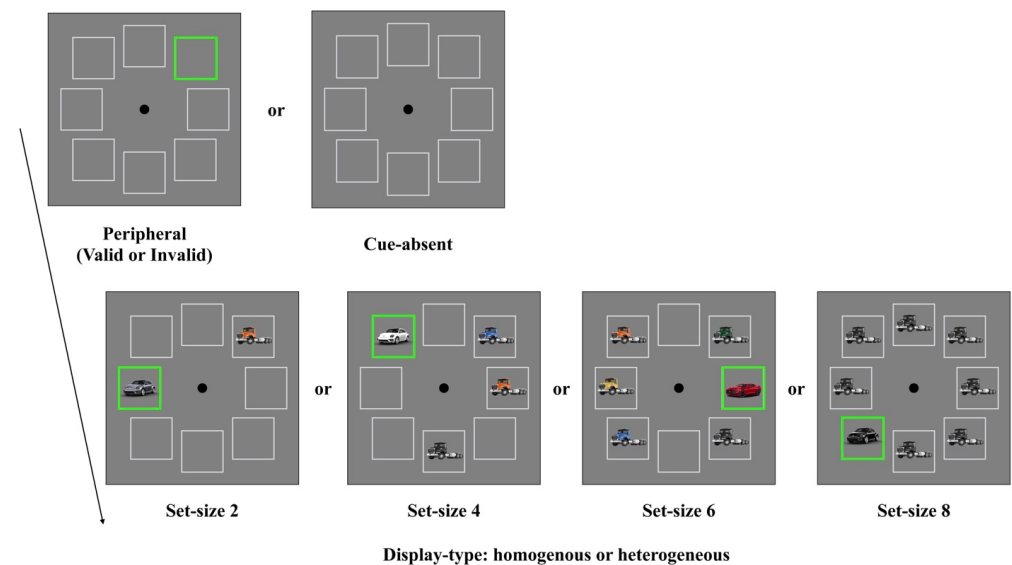 or
Peripheral
(Valid or Invalid)
Cue-absent
or
or
or
Set-size 2
Set-size 4
Set-size 6
Set-size 8
Display-type: homogenous or heterogeneous